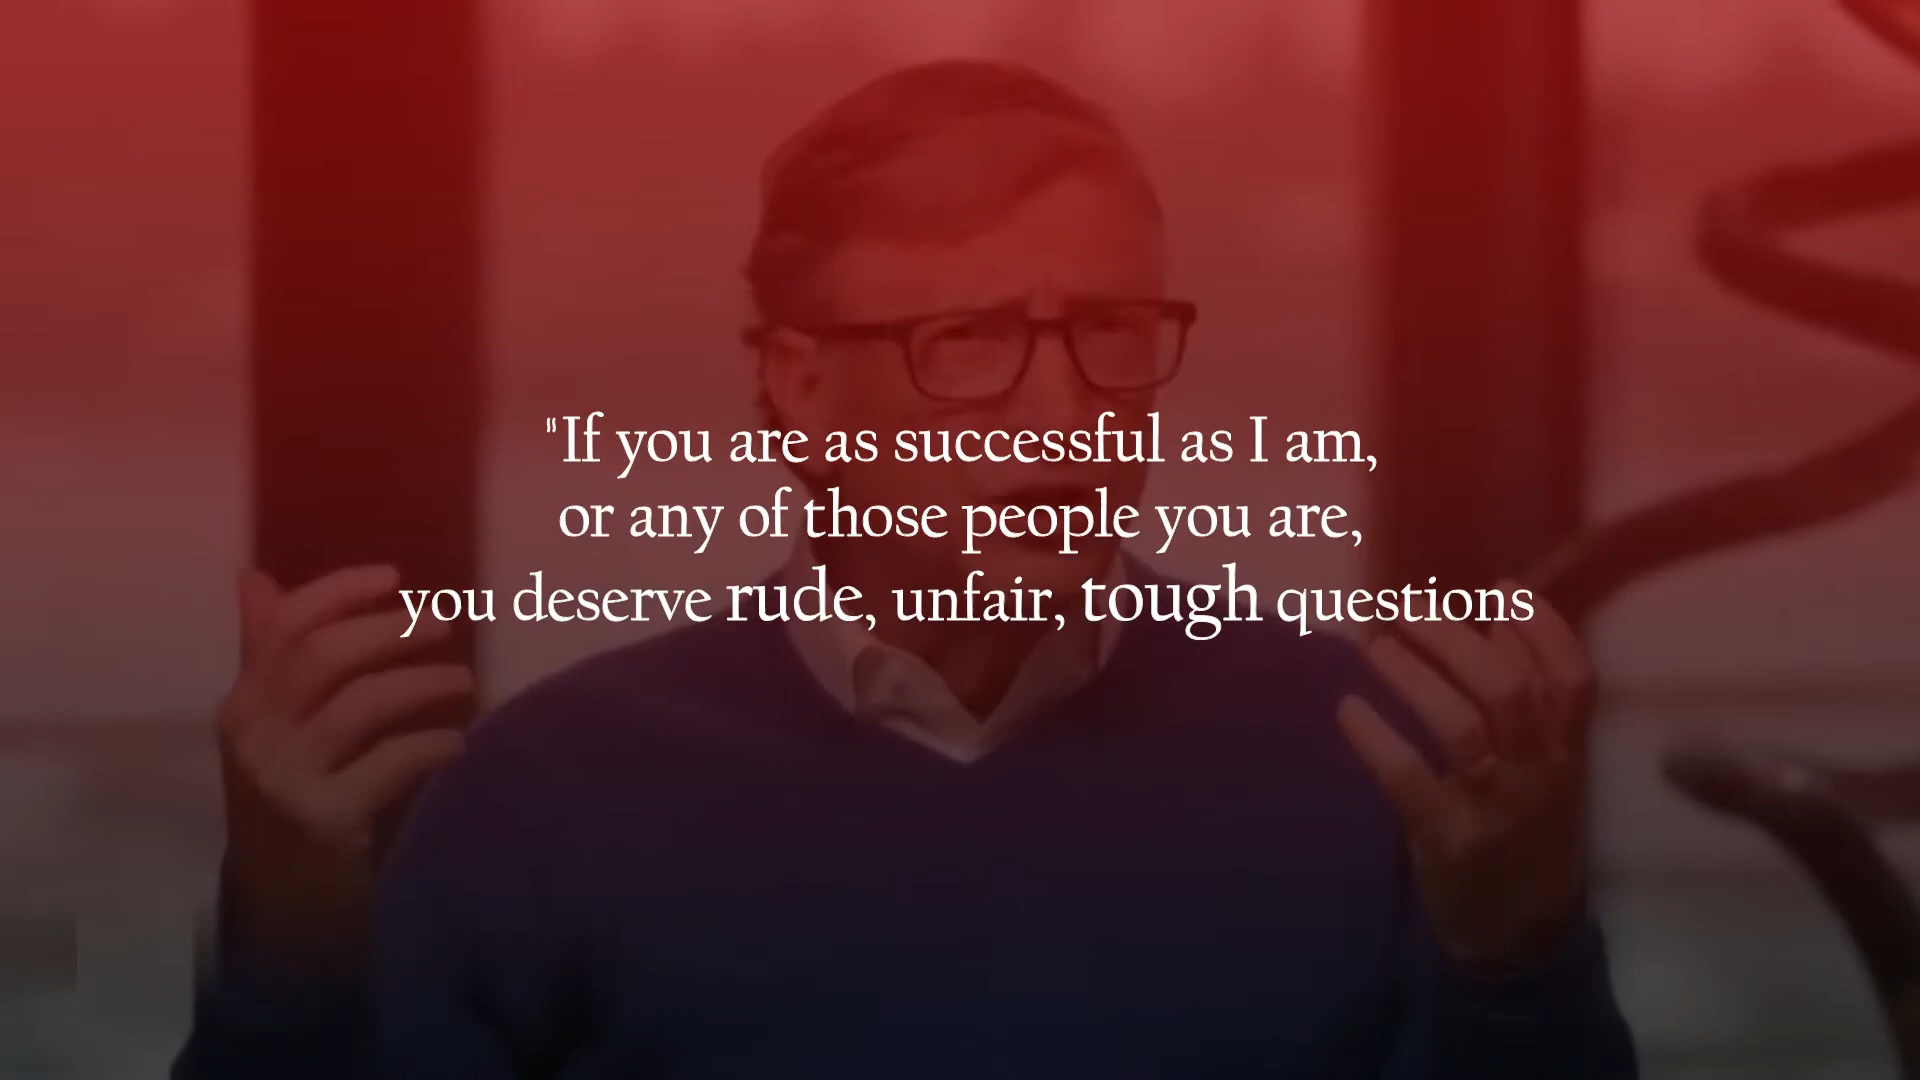 "If you are as successful as I am,
or any of those people you are,
you deserve rude, unfair, tough questions